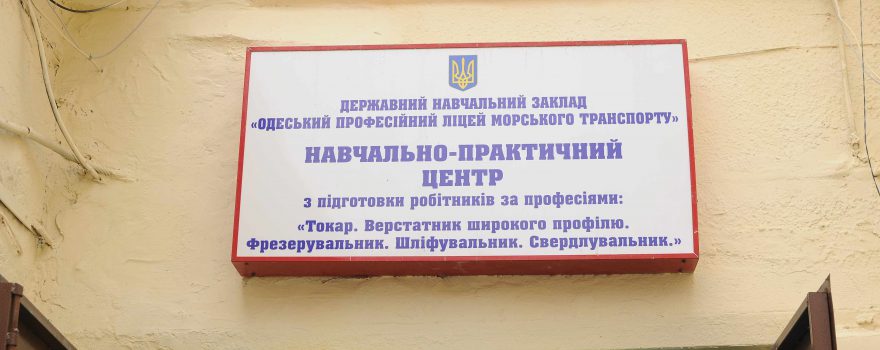 ДЕРЖАВНИЙ НАВЧАЛЬНИЙ ЗАКЛАД
«ОДЕСЬКИЙ ПРОФЕСІЙНИЙ ЛІЦЕЙ МОРСЬКОГО ТРАНСПОРТУ»
НАВЧАЛЬНО-ПРАКТИЧНИЙ
ЦЕНТР
з підготовки робітників за професіями:
«Токар. Верстатник широкого профілю.
Фрезерувальник. Шліфувальник. Свердлувальник.»